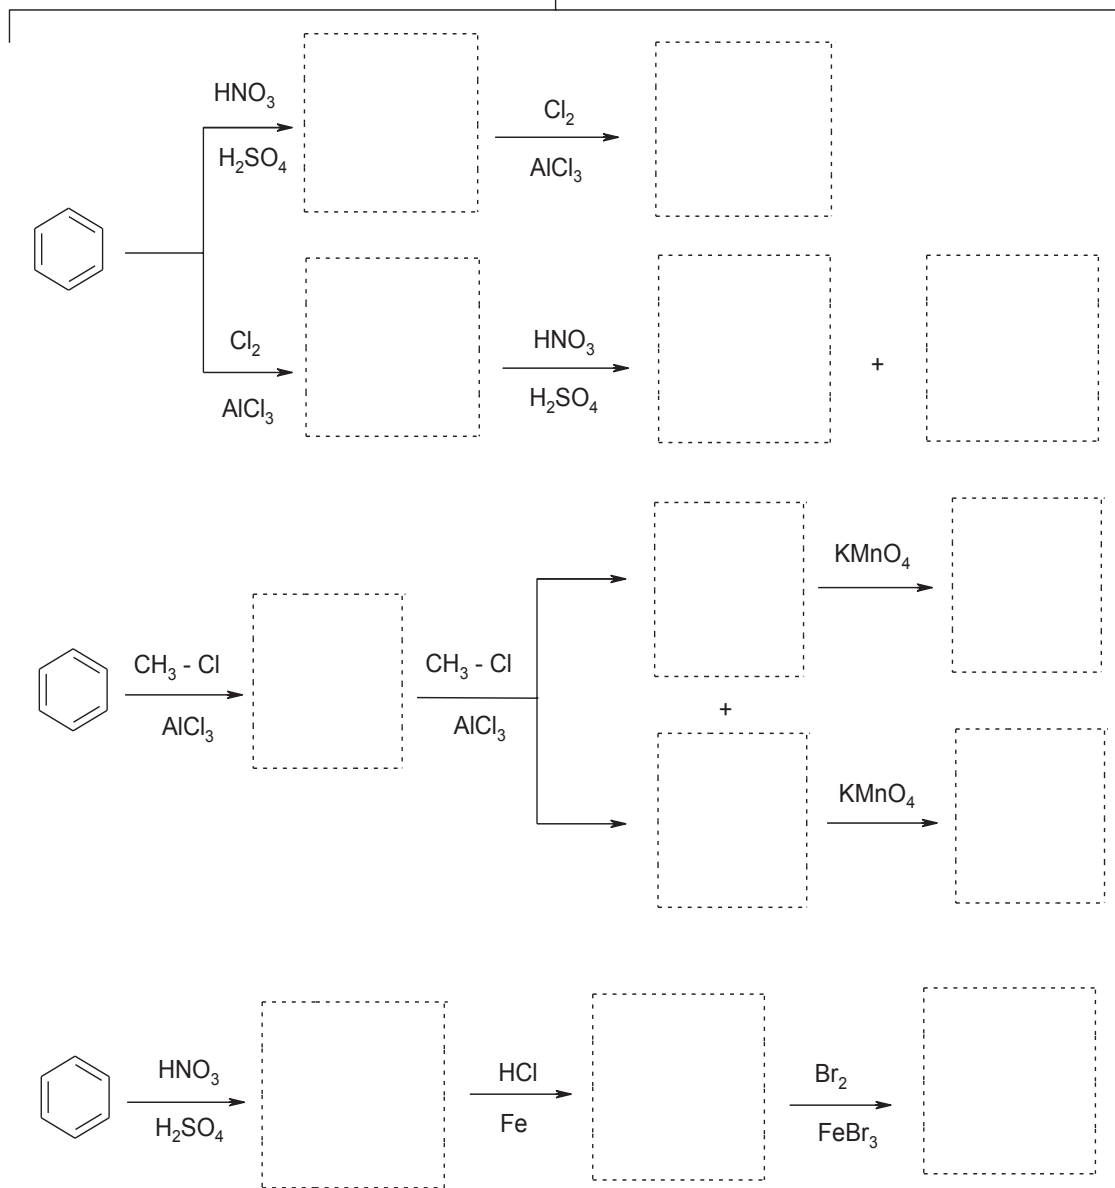 HNO₃
H₂SO₄
Cl₂
AlCl₃
Cl₂
AlCl₃
HNO₃
H₂SO₄
+
CH₃ - Cl
AlCl₃
CH₃ - Cl
AlCl₃
KMnO₄
+
KMnO₄
HNO₃
H₂SO₄
HCl
Fe
Br₂
FeBr₃